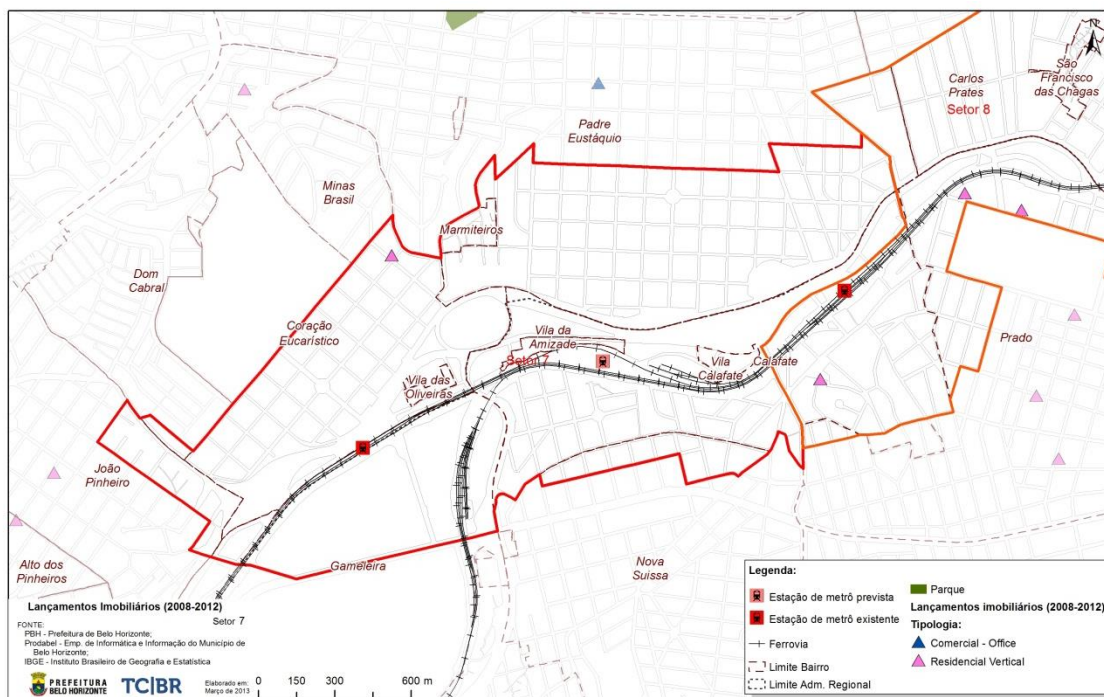 N
São
Francisco
das Chagas
Carlos
Prates
Setor 8
Padre
Eustáquio
Minas
Brasil
Marmiteiros
Dom
Cabral
Coração
Eucarístico
Vila da
Amizade
Setor 7
Vila
Calafate
Calafate
Prado
Vila das
Oliveiras
João
Pinheiro
Alto dos
Pinheiros
Gameleira
Nova
Suissa
Setor 7
Lançamentos Imobiliários (2008-2012)
FONTE:
PBH - Prefeitura de Belo Horizonte;
Prodabel - Emp. de Informática e Informação do Município de
Belo Horizonte;
IBGE - Instituto Brasileiro de Geografia e Estatística
PREFEITURA
BELO HORIZONTE
TC|BR
Elaborado em:
Março de 2013
0 150 300 600 m
Legenda:
Estação de metrô prevista
Estação de metrô existente
Ferrovia
Limite Bairro
Limite Adm. Regional
Parque
Lançamentos imobiliários (2008-2012)
Tipologia:
Comercial - Office
Residencial Vertical